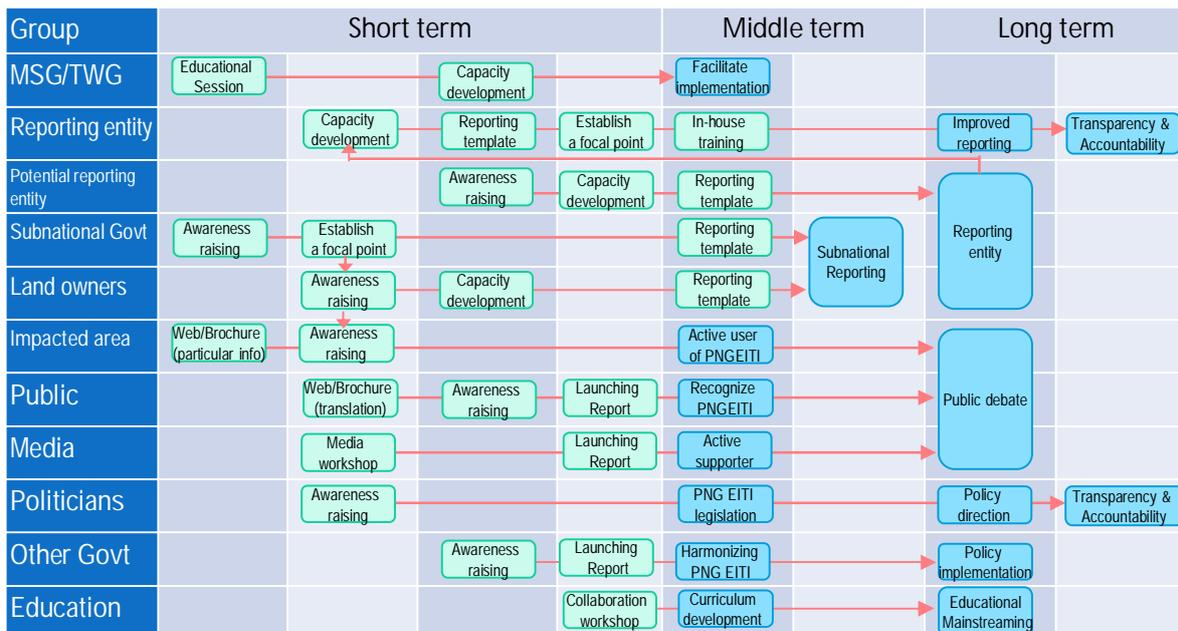 Group
Short term
Middle term
Long term
MSG/TWG
Educational
Session
Capacity
development
Facilitate
implementation
Reporting entity
Capacity
development
Reporting
template
Establish
a focal point
In-house
training
Improved
reporting
Transparency &
Accountability
Potential reporting
entity
Awareness
raising
Capacity
development
Reporting
template
Reporting
entity
Subnational Govt
Awareness
raising
Establish
a focal point
Reporting
template
Subnational
Reporting
Land owners
Awareness
raising
Capacity
development
Reporting
template
Impacted area
Web/Brochure
(particular info)
Awareness
raising
Active user
of PNGEITI
Public debate
Public
Web/Brochure
(translation)
Awareness
raising
Launching
Report
Recognize
PNGEITI
Media
Media
workshop
Launching
Report
Active
supporter
Politicians
Awareness
raising
PNG EITI
legislation
Policy
direction
Transparency &
Accountability
Other Govt
Awareness
raising
Launching
Report
Harmonizing
PNG EITI
Policy
implementation
Education
Collaboration
workshop
Curriculum
development
Educational
Mainstreaming